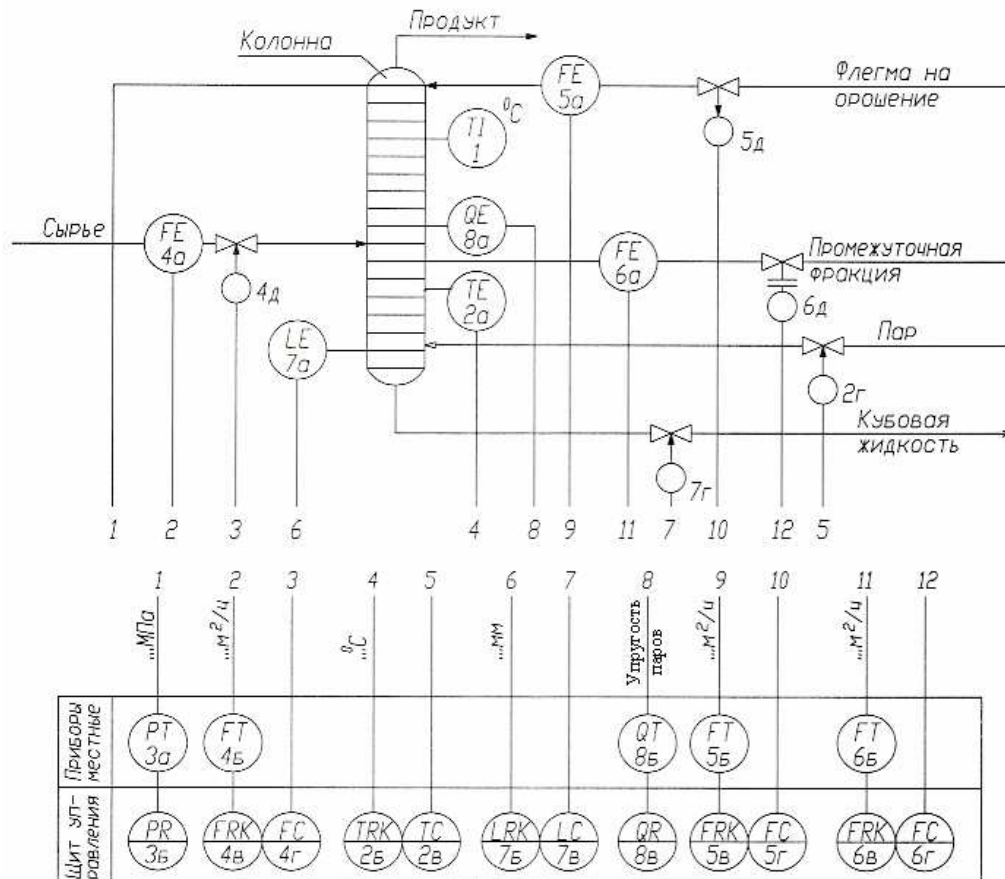 Продукт
Колонна
FE
5а
Флегма на
орошение
°С
TI
1
5д
Сырье
FE
4а
QE
8а
FE
6а
Промежуточная
фракция
4д
TE
2а
6д
LE
7а
Пар
2г
Кубовая
жидкость
7г
1 2 3 6 4 8 9 11 7 10 12 5
1 2 3 4 5 6 7 8 9 10 11 12
...МПа
...м²/ч
...°С
...мм
Упругость
паров
...м²/ч
...м²/ч
Приборы
местные
PT
3а
FT
4Б
QT
8Б
FT
5Б
FT
6Б
Щит уп-
равления
PR
3Б
FRK
4в
FC
4г
TRK
2Б
TC
2в
LRK
7Б
LC
7в
QR
8в
FRK
5в
FC
5г
FRK
6в
FC
6г